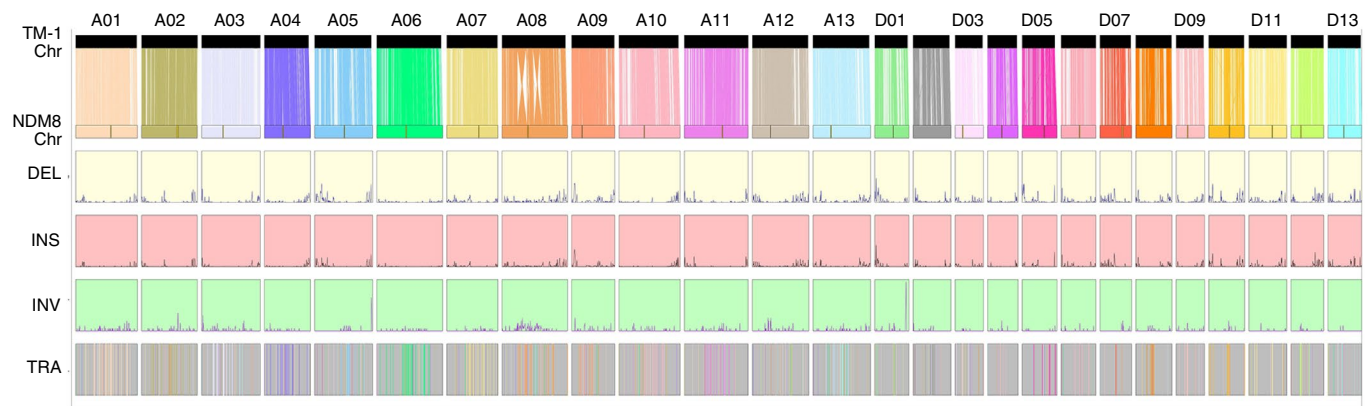 A01 A02 A03 A04 A05 A06 A07 A08 A09 A10 A11 A12 A13 D01 D03 D05 D07 D09 D11 D13
TM-1
Chr
NDM8
Chr
DEL
INS
INV
TRA